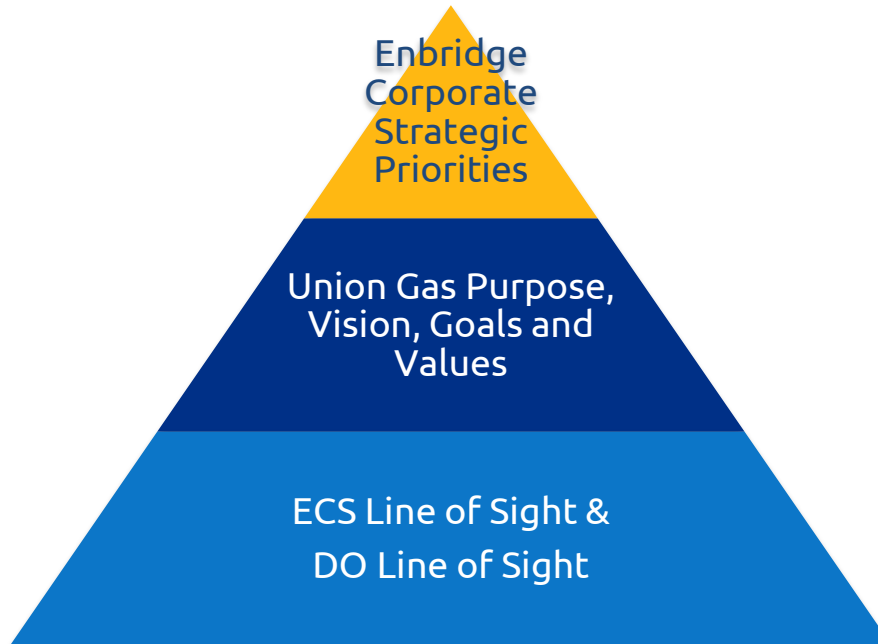 Enbridge
Corporate
Strategic
Priorities
Union Gas Purpose,
Vision, Goals and
Values
ECS Line of Sight &
DO Line of Sight